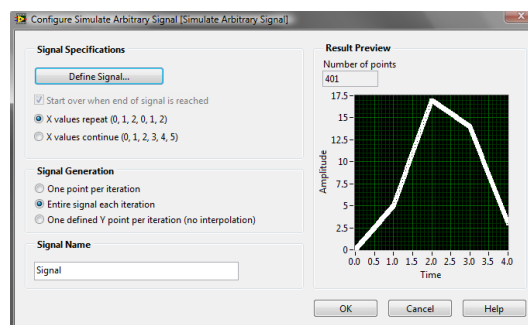 Configure Simulate Arbitrary Signal [Simulate Arbitrary Signal]
Signal Specifications
Define Signal...
Start over when end of signal is reached
X values repeat (0, 1, 2, 0, 1, 2)
X values continue (0, 1, 2, 3, 4, 5)
Signal Generation
One point per iteration
Entire signal each iteration
One defined Y point per iteration (no interpolation)
Signal Name
Signal
Result Preview
Number of points
401
Amplitude
17.5
15
12.5
10
7.5
5
2.5
0
0.0 0.5 1.0 1.5 2.0 2.5 3.0 3.5 4.0
Time
OK Cancel Help